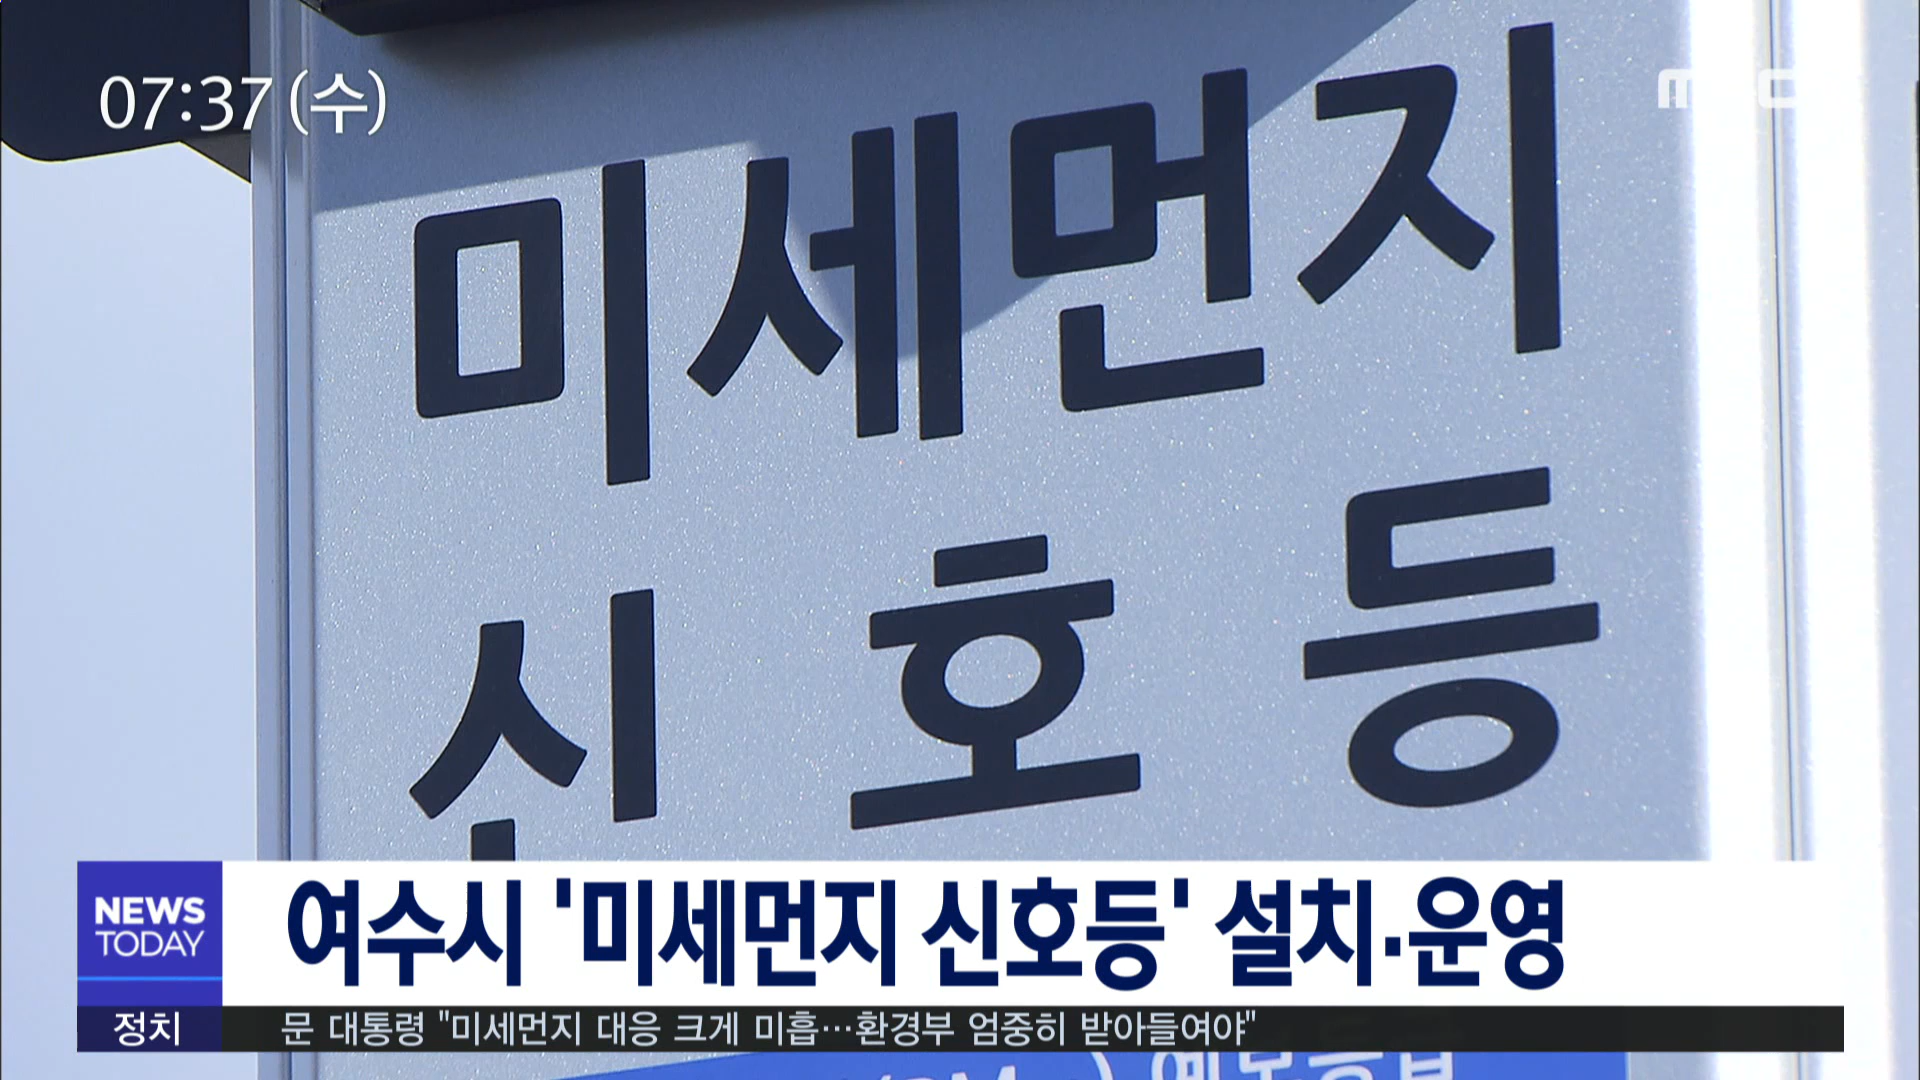 07:37 (수)
미세먼지
신호등
NEWS
TODAY
여수시 '미세먼지 신호등' 설치·운영
정치
문 대통령 "미세먼지 대응 크게 미흡…환경부 엄중히 받아들여야"